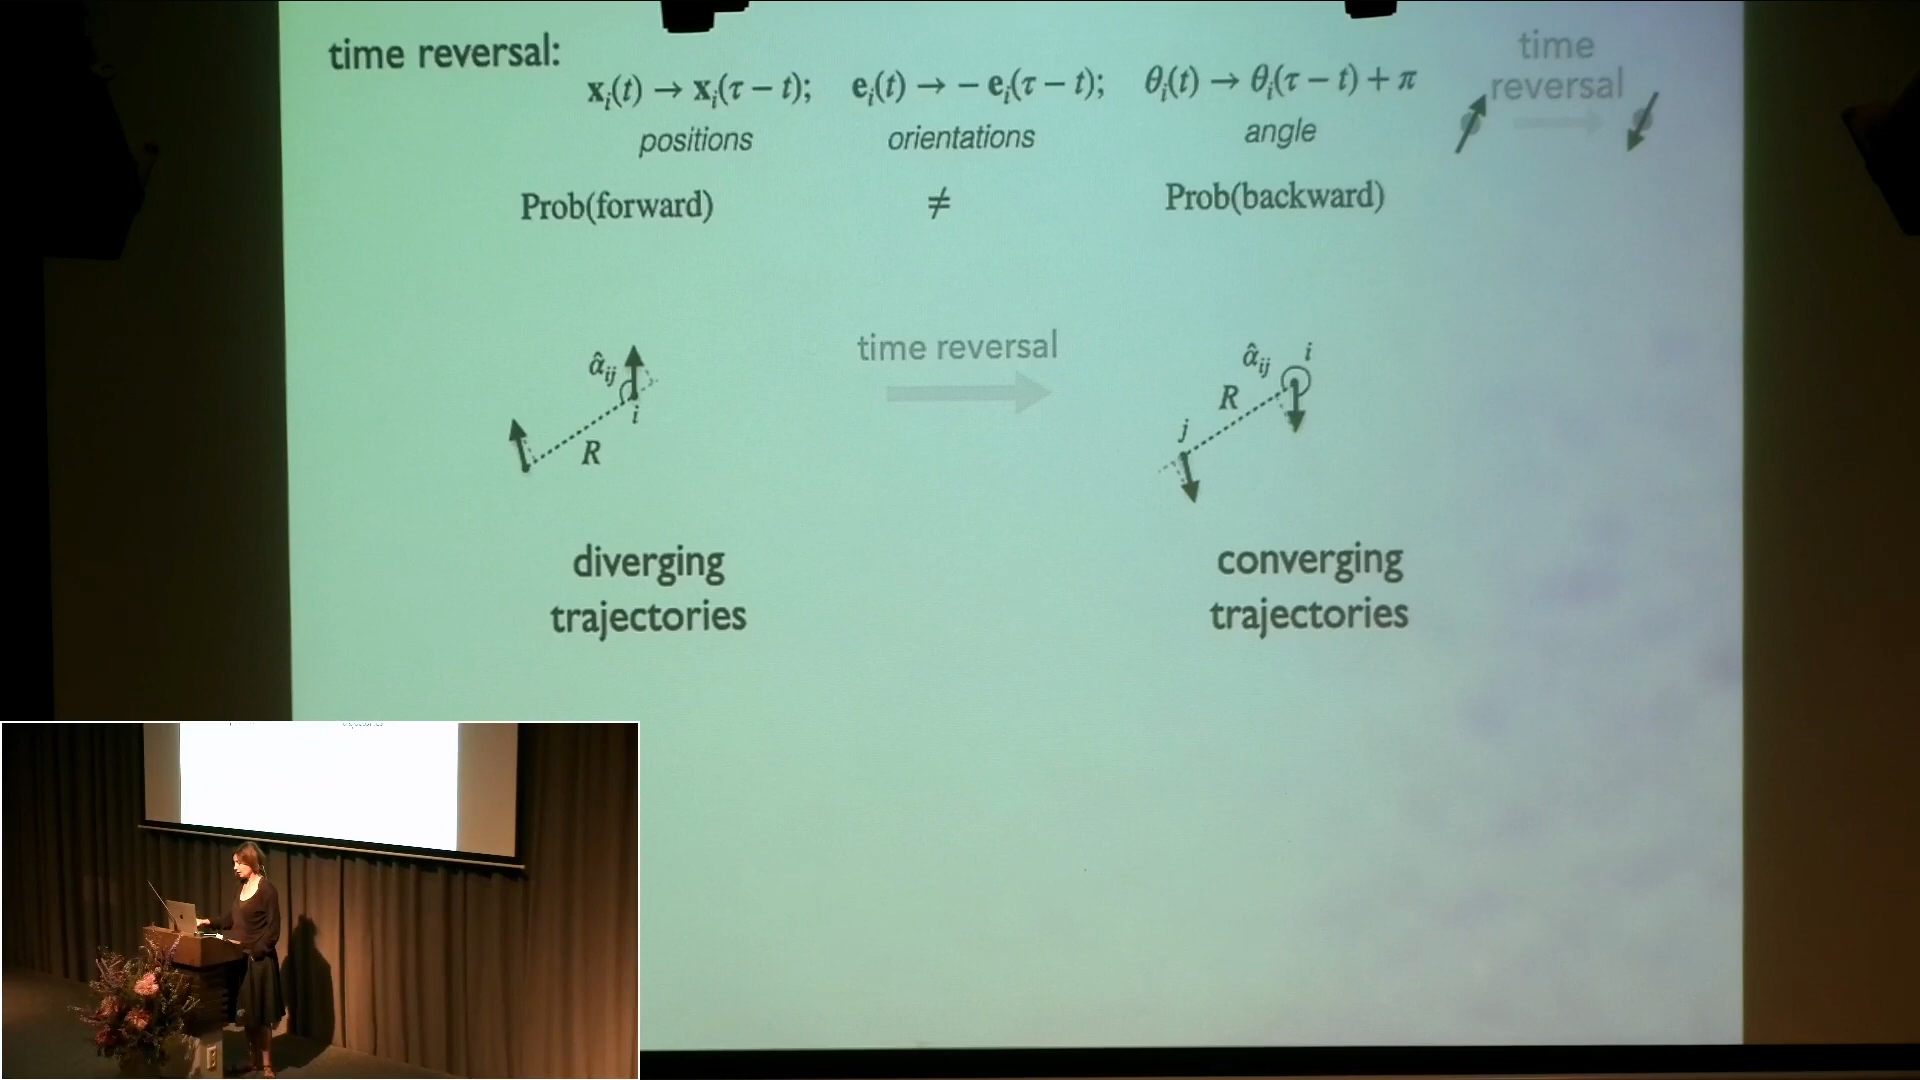 time reversal:
x_i(t) → x_i(τ − t); e_i(t) → − e_i(τ − t); θ_i(t) → θ_i(τ − t) + π
positions orientations angle
time
reversal
Prob(forward) ≠ Prob(backward)
time reversal
α̂_ij
i
R
α̂_ij
i
R
j
diverging
trajectories
converging
trajectories